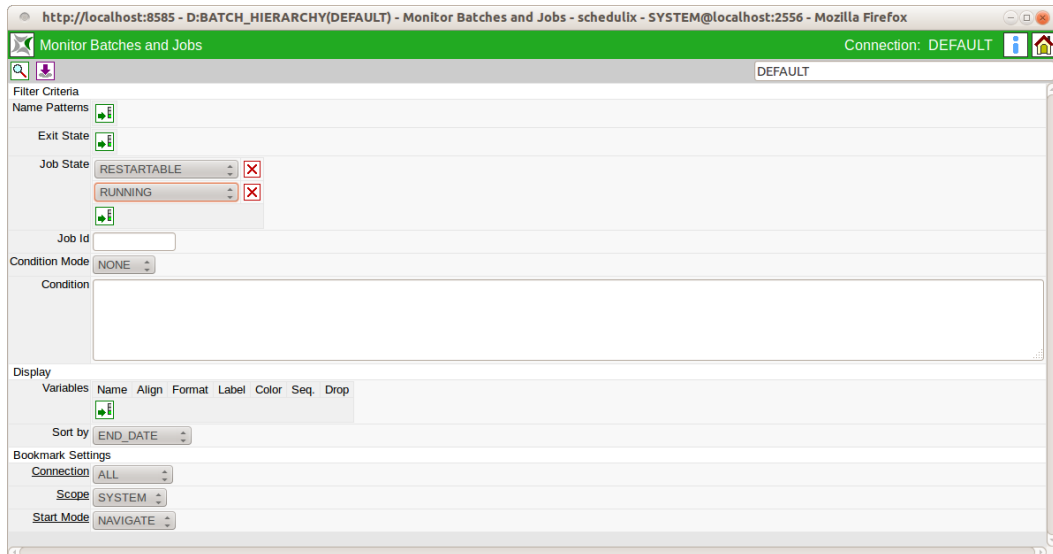 http://localhost:8585 - D:BATCH_HIERARCHY(DEFAULT) - Monitor Batches and Jobs - schedulix - SYSTEM@localhost:2556 - Mozilla Firefox
Monitor Batches and Jobs Connection: DEFAULT
DEFAULT
Filter Criteria
Name Patterns
Exit State
Job State RESTARTABLE
RUNNING
Job Id
Condition Mode NONE
Condition
Display
Variables Name Align Format Label Color Seq. Drop
Sort by END_DATE
Bookmark Settings
Connection ALL
Scope SYSTEM
Start Mode NAVIGATE